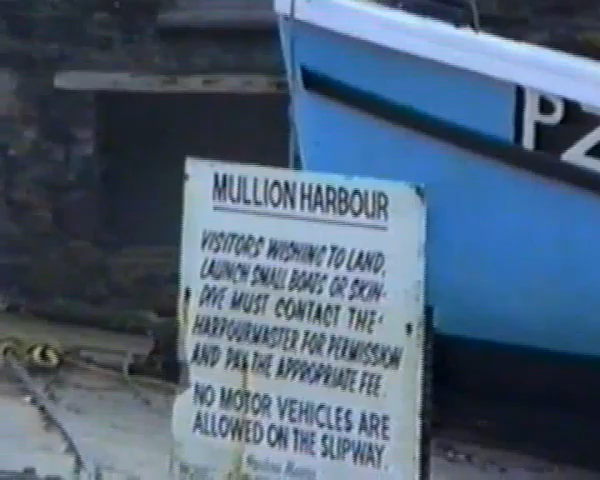 PZ
MULLION HARBOUR
VISITORS WISHING TO LAND,
LAUNCH SMALL BOATS OR SKIN-
DIVE MUST CONTACT THE
HARBOURMASTER FOR PERMISSION
AND PAY THE APPROPRIATE FEE.
NO MOTOR VEHICLES ARE
ALLOWED ON THE SLIPWAY.